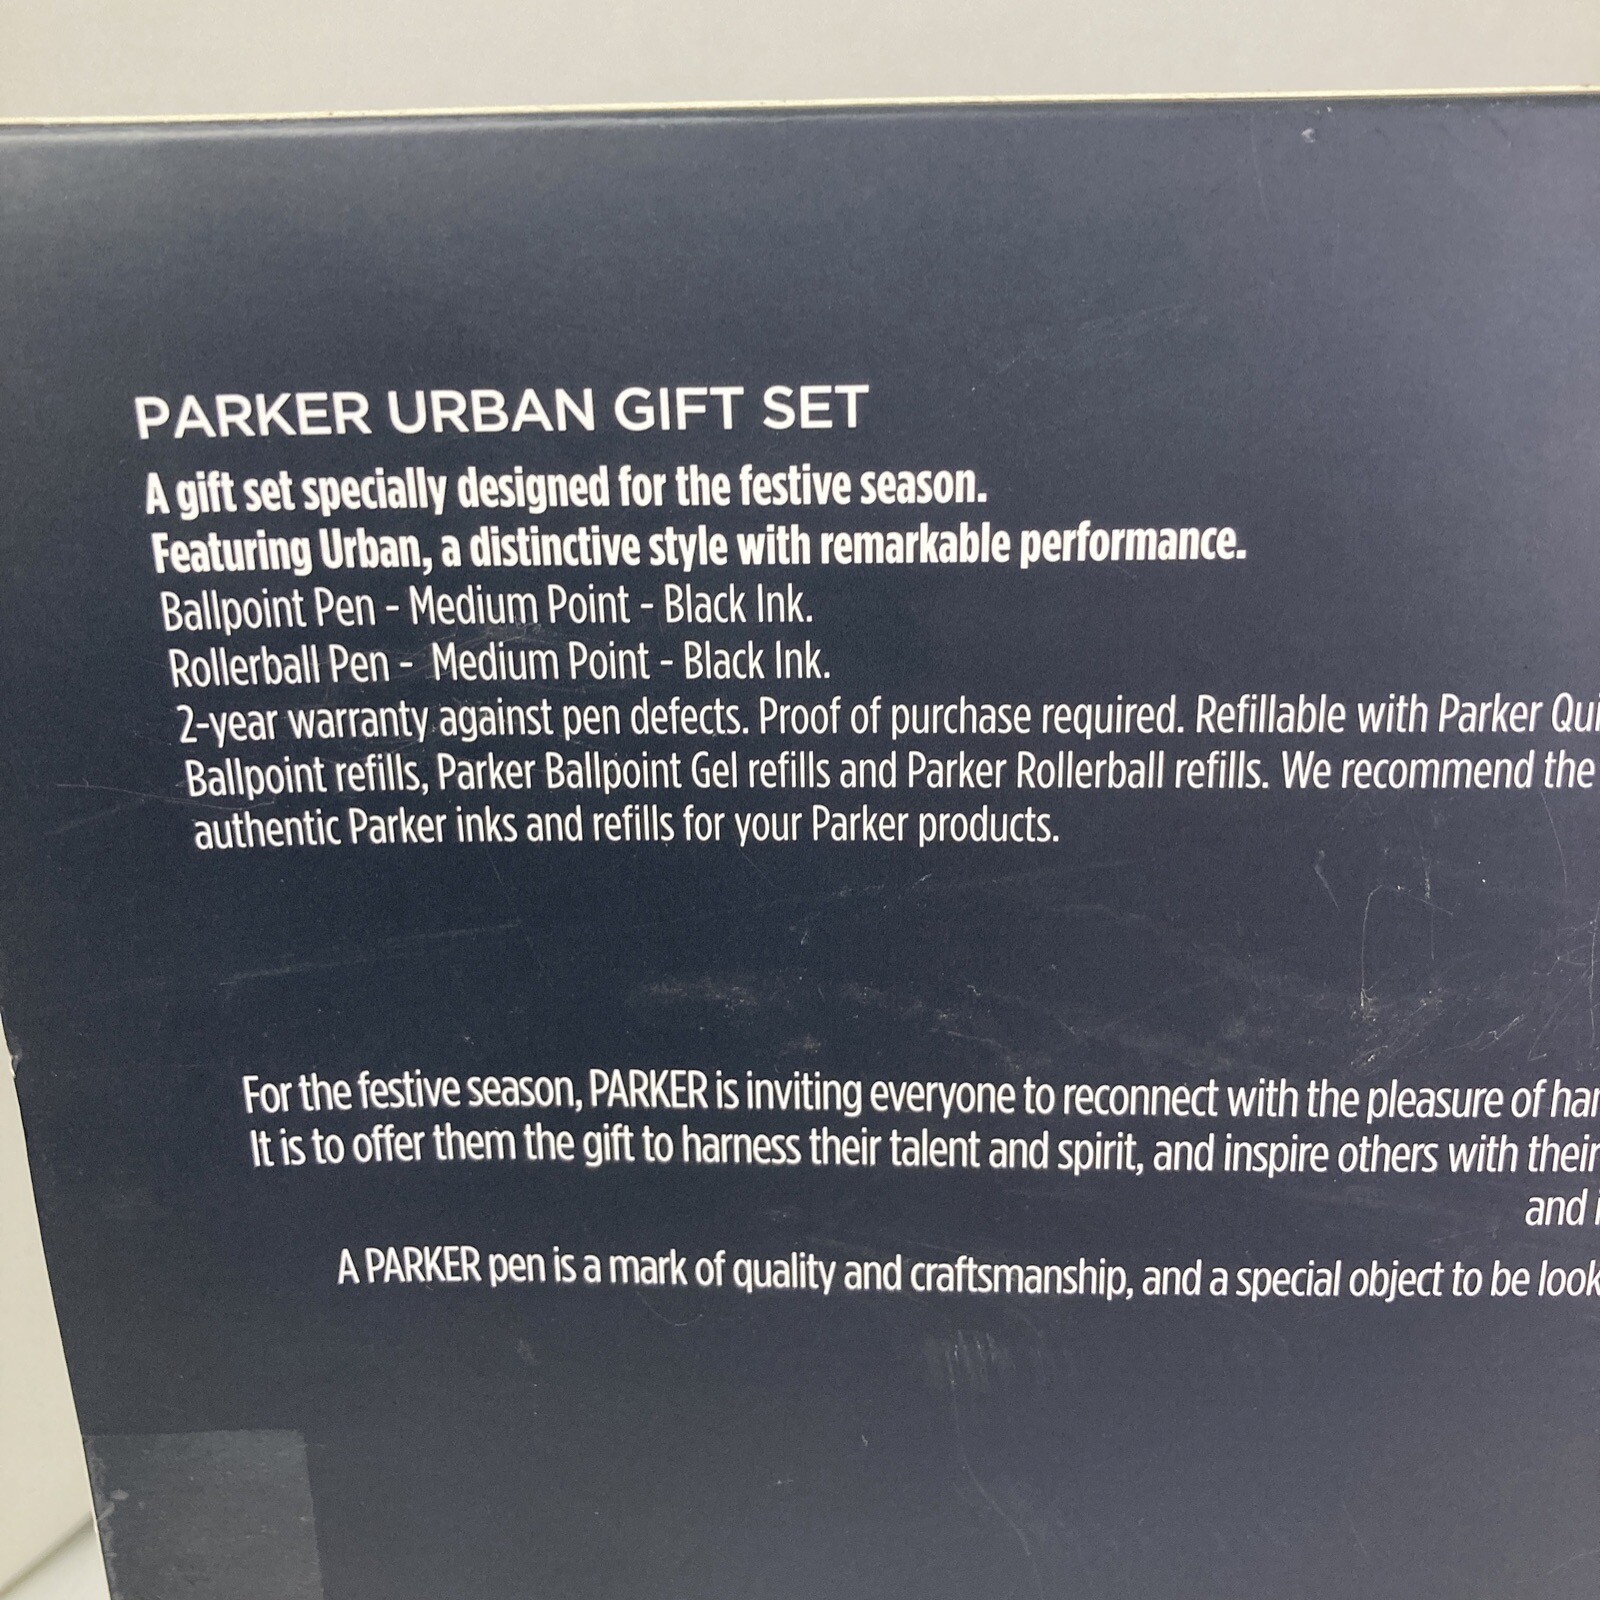 PARKER URBAN GIFT SET
A gift set specially designed for the festive season.
Featuring Urban, a distinctive style with remarkable performance.
Ballpoint Pen - Medium Point - Black Ink.
Rollerball Pen - Medium Point - Black Ink.
2-year warranty against pen defects. Proof of purchase required. Refillable with Parker
Ballpoint refills, Parker Ballpoint Gel refills and Parker Rollerball refills. We recommend the
authentic Parker inks and refills for your Parker products.
For the festive season, PARKER is inviting everyone to reconnect with the pleasure of
It is to offer them the gift to harness their talent and spirit, and inspire others with their
and
A PARKER pen is a mark of quality and craftsmanship, and a special object to be